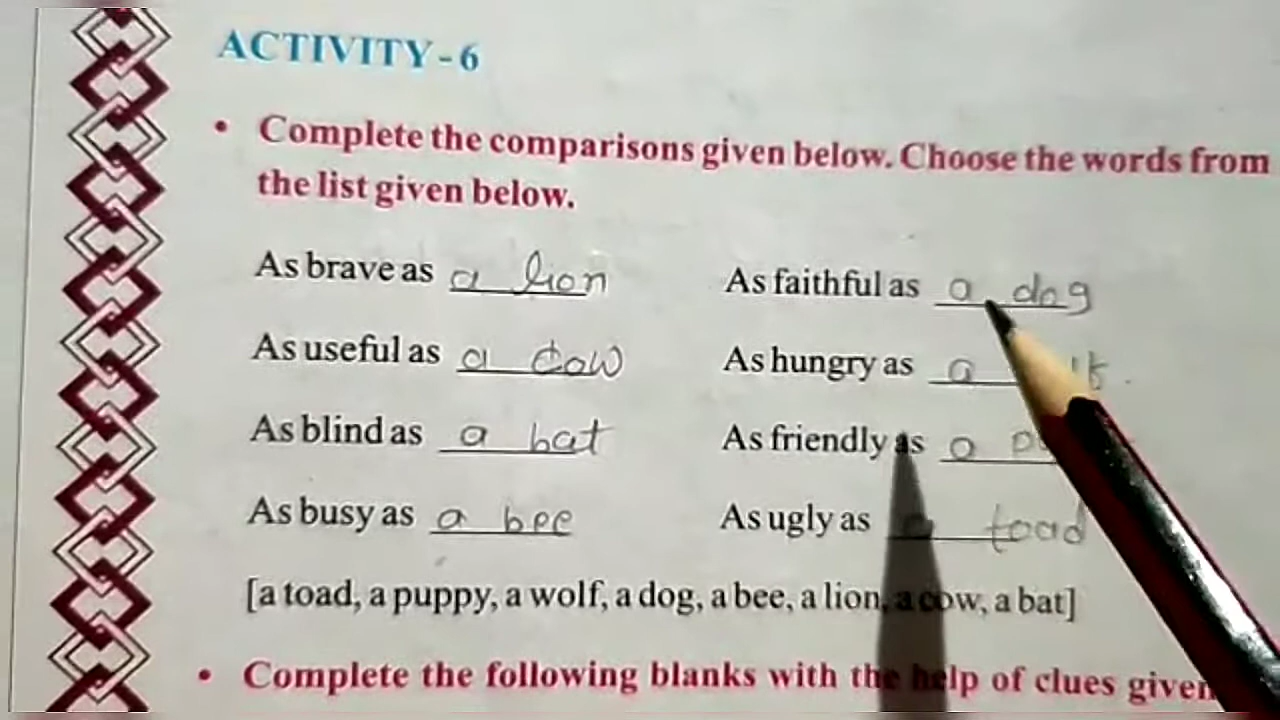 ACTIVITY - 6
• Complete the comparisons given below. Choose the words from
the list given below.
As brave as a lion As faithful as a dog
As useful as a cow As hungry as a
As blind as a bat As friendly as a
As busy as a bee As ugly as a toad
[a toad, a puppy, a wolf, a dog, a bee, a lion, a cow, a bat]
• Complete the following blanks with the help of clues given